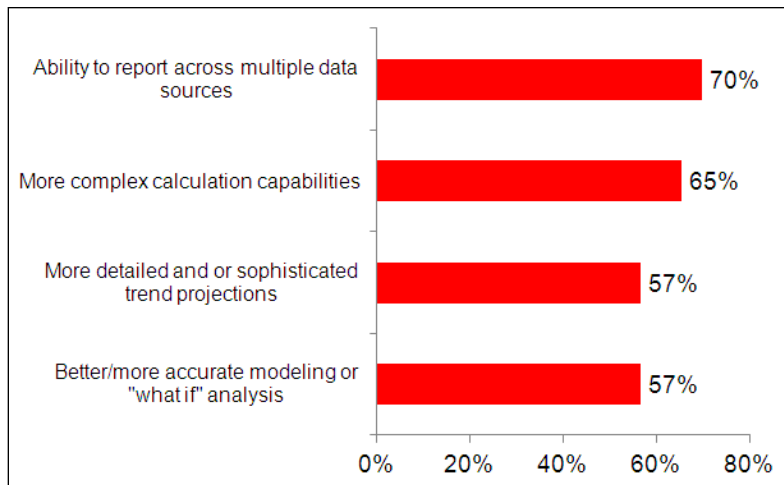 Ability to report across multiple data
sources
70%
More complex calculation capabilities
65%
More detailed and or sophisticated
trend projections
57%
Better/more accurate modeling or
"what if" analysis
57%
0% 20% 40% 60% 80%